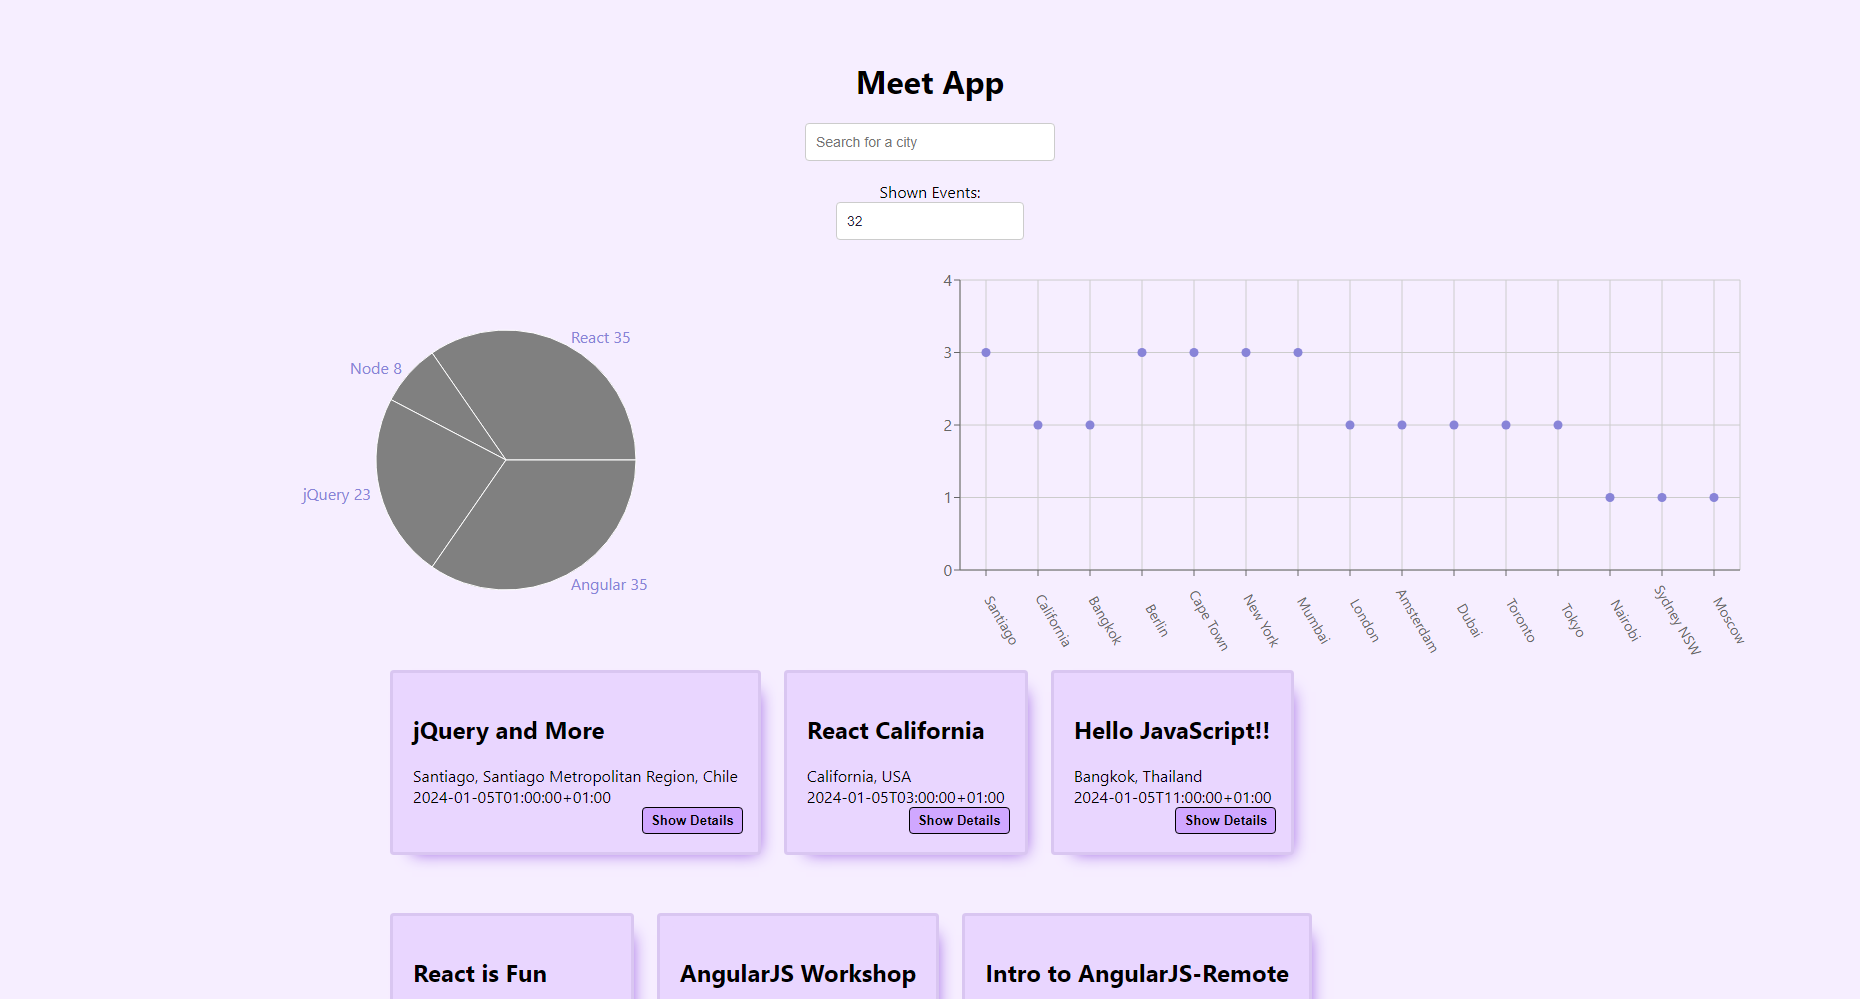 Meet App
Search for a city
Shown Events:
32
React 35
Node 8
jQuery 23
Angular 35
4
3
2
1
0
Santiago
California
Bangkok
Berlin
Cape Town
New York
Mumbai
London
Amsterdam
Dubai
Toronto
Tokyo
Nairobi
Sydney NSW
Moscow
jQuery and More
Santiago, Santiago Metropolitan Region, Chile
2024-01-05T01:00:00+01:00
Show Details
React California
California, USA
2024-01-05T03:00:00+01:00
Show Details
Hello JavaScript!!
Bangkok, Thailand
2024-01-05T11:00:00+01:00
Show Details
React is Fun
AngularJS Workshop
Intro to AngularJS-Remote